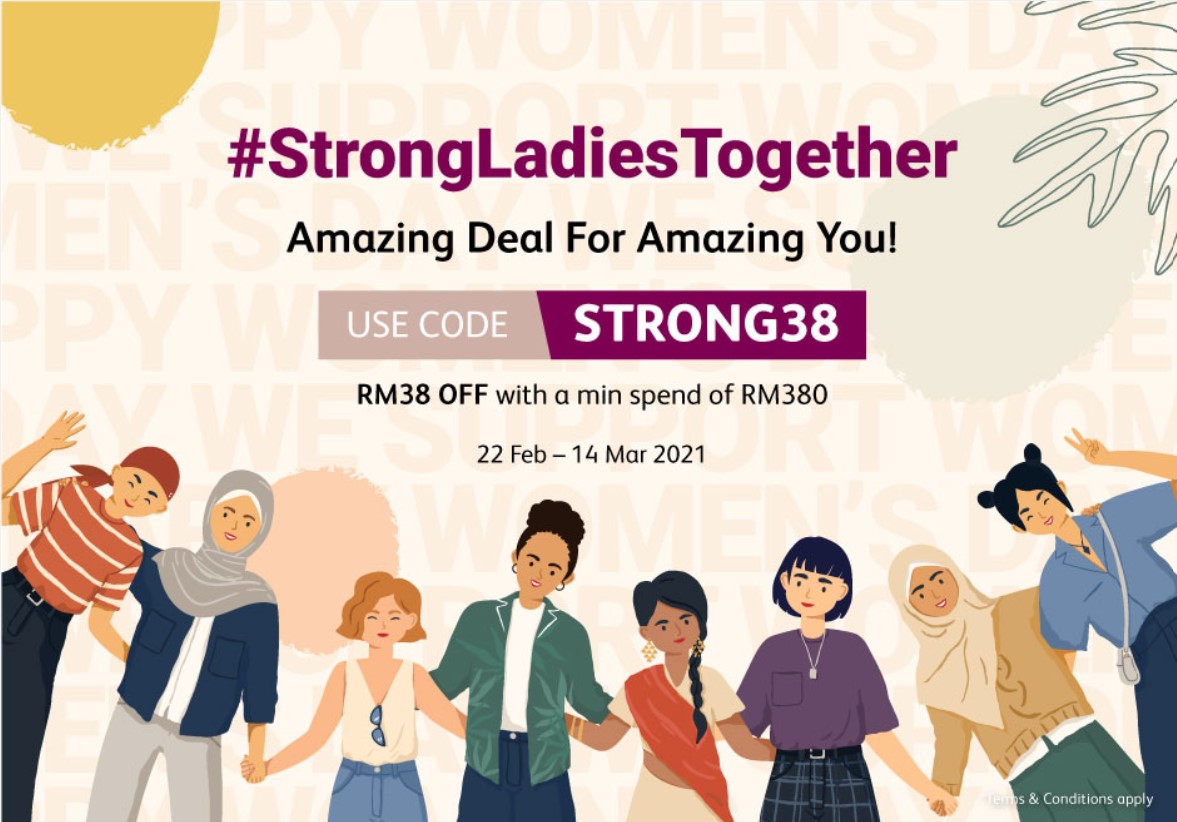 #StrongLadiesTogether
Amazing Deal For Amazing You!
USE CODE STRONG38
RM38 OFF with a min spend of RM380
22 Feb – 14 Mar 2021
Terms & Conditions apply